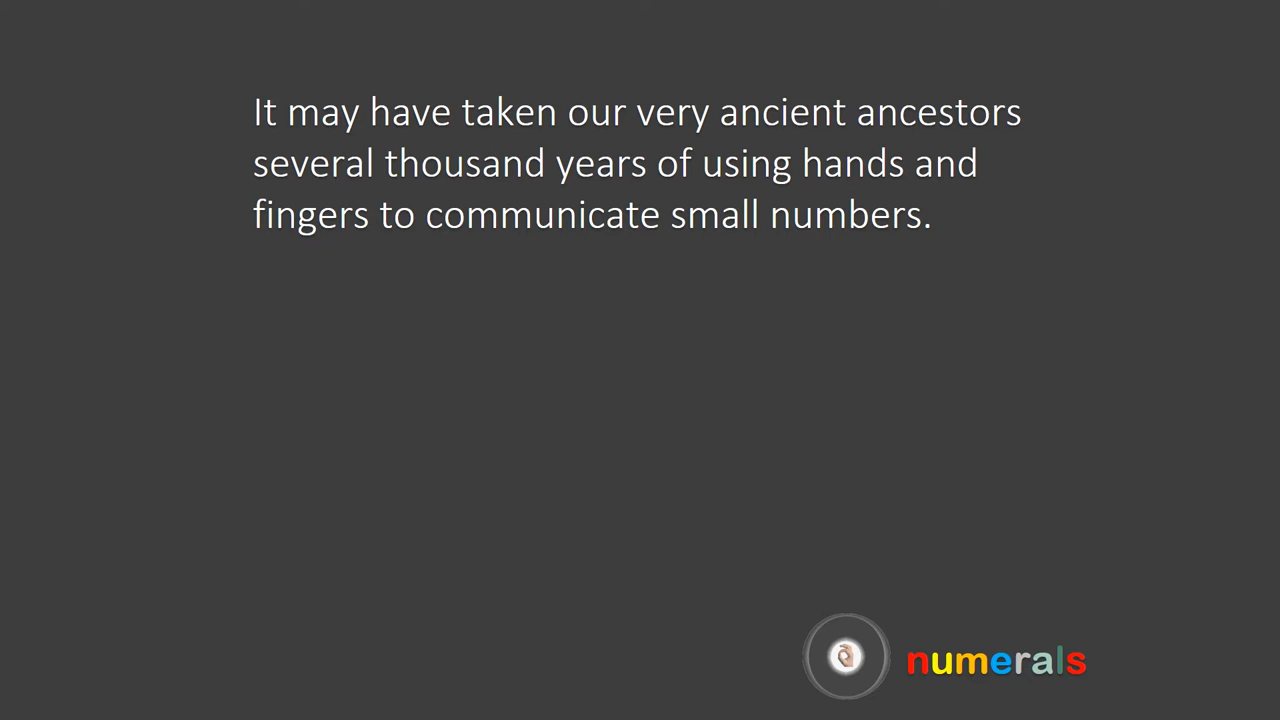 It may have taken our very ancient ancestors
several thousand years of using hands and
fingers to communicate small numbers.
numerals